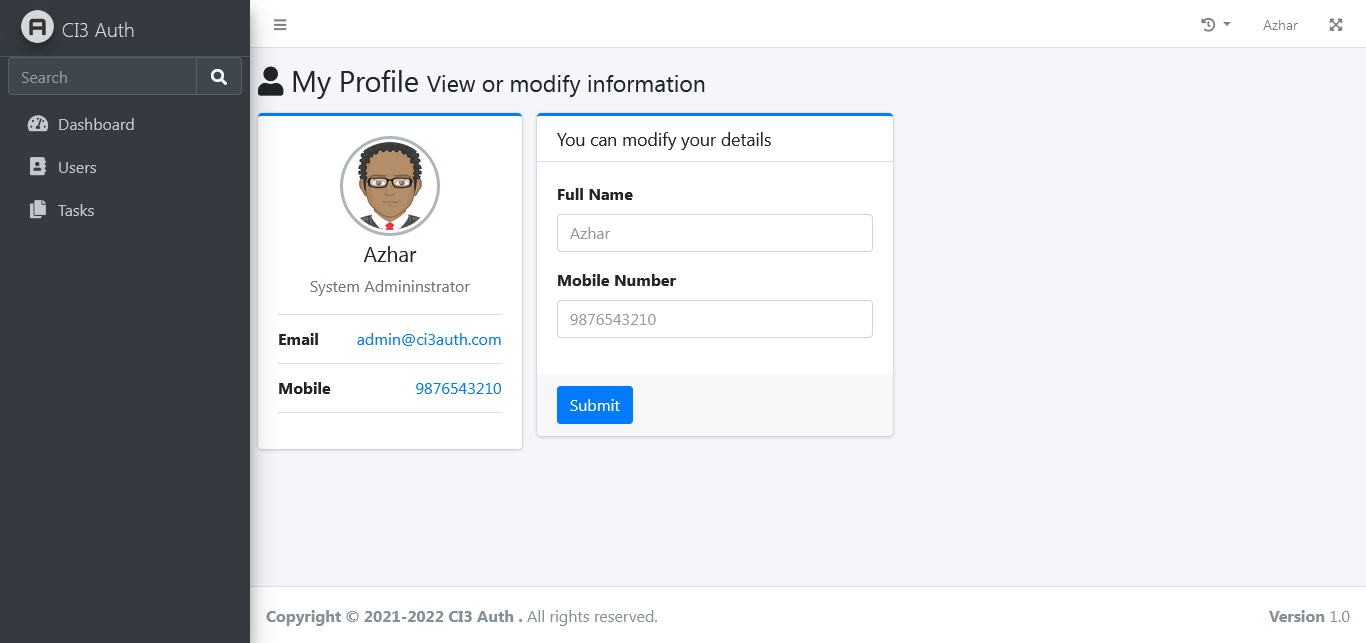 CI3 Auth
Azhar
Search
Dashboard
Users
Tasks
My Profile View or modify information
Azhar
System Admininstrator
Email admin@ci3auth.com
Mobile 9876543210
You can modify your details
Full Name
Azhar
Mobile Number
9876543210
Submit
Copyright © 2021-2022 CI3 Auth . All rights reserved.
Version 1.0